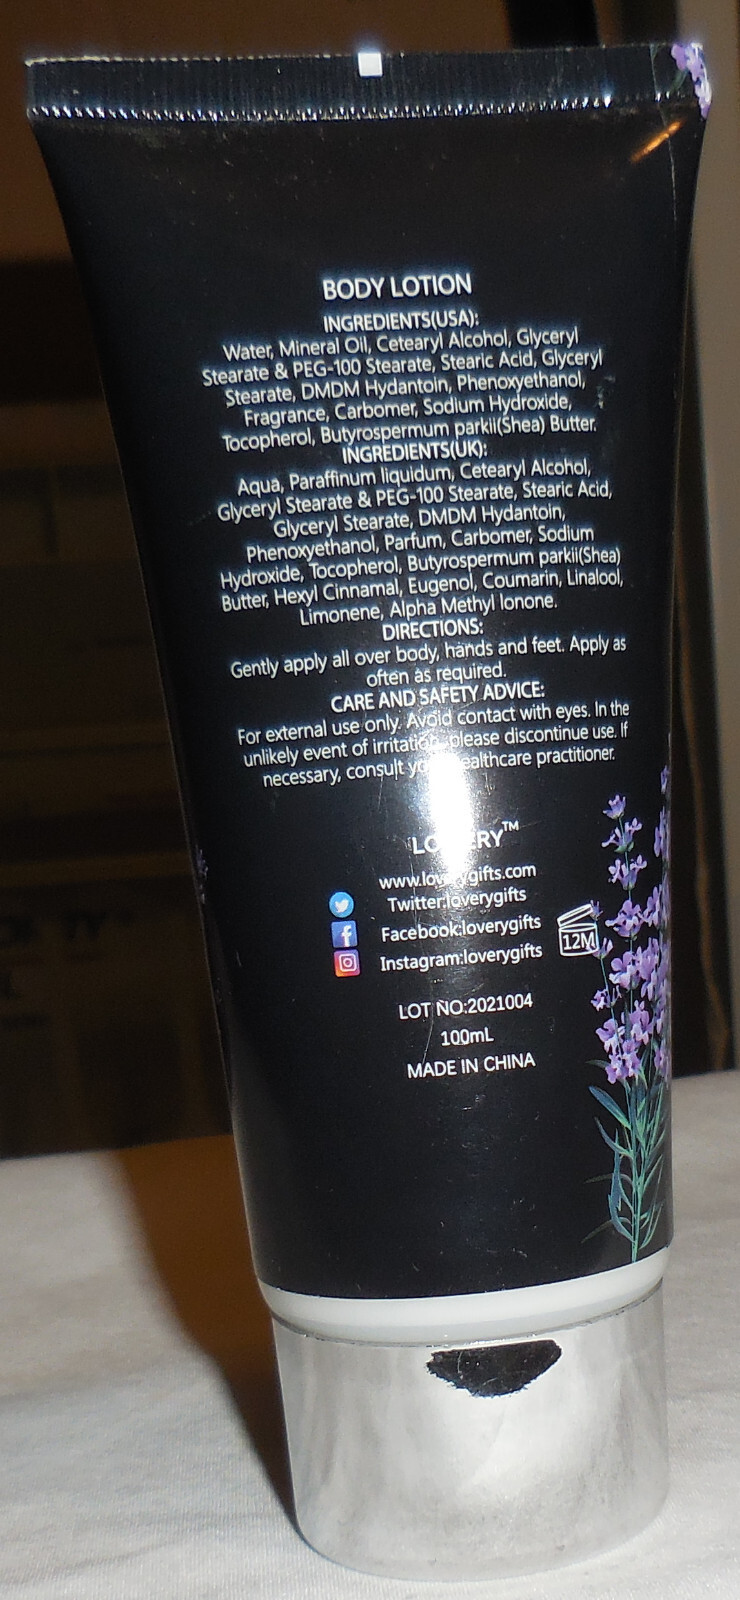 BODY LOTION
INGREDIENTS(USA):
Water, Mineral Oil, Cetearyl Alcohol, Glyceryl
Stearate & PEG-100 Stearate, Stearic Acid, Glyceryl
Stearate, DMDM Hydantoin, Phenoxyethanol,
Fragrance, Carbomer, Sodium Hydroxide,
Tocopherol, Butyrospermum parkii(Shea) Butter.
INGREDIENTS(UK):
Aqua, Paraffinum liquidum, Cetearyl Alcohol,
Glyceryl Stearate & PEG-100 Stearate, Stearic Acid,
Glyceryl Stearate, DMDM Hydantoin,
Phenoxyethanol, Parfum, Carbomer, Sodium
Hydroxide, Tocopherol, Butyrospermum parkii(Shea)
Butter, Hexyl Cinnamal, Eugenol, Coumarin, Linalool,
Limonene, Alpha Methyl Ionone.
DIRECTIONS:
Gently apply all over body, hands and feet. Apply as
often as required.
CARE AND SAFETY ADVICE:
For external use only. Avoid contact with eyes. In the
unlikely event of irritation please discontinue use. If
necessary, consult healthcare practitioner.
LOVERY™
www.loverygifts.com
Twitter:loverygifts
Facebook:loverygifts
Instagram:loverygifts
12M
LOT NO:2021004
100mL
MADE IN CHINA